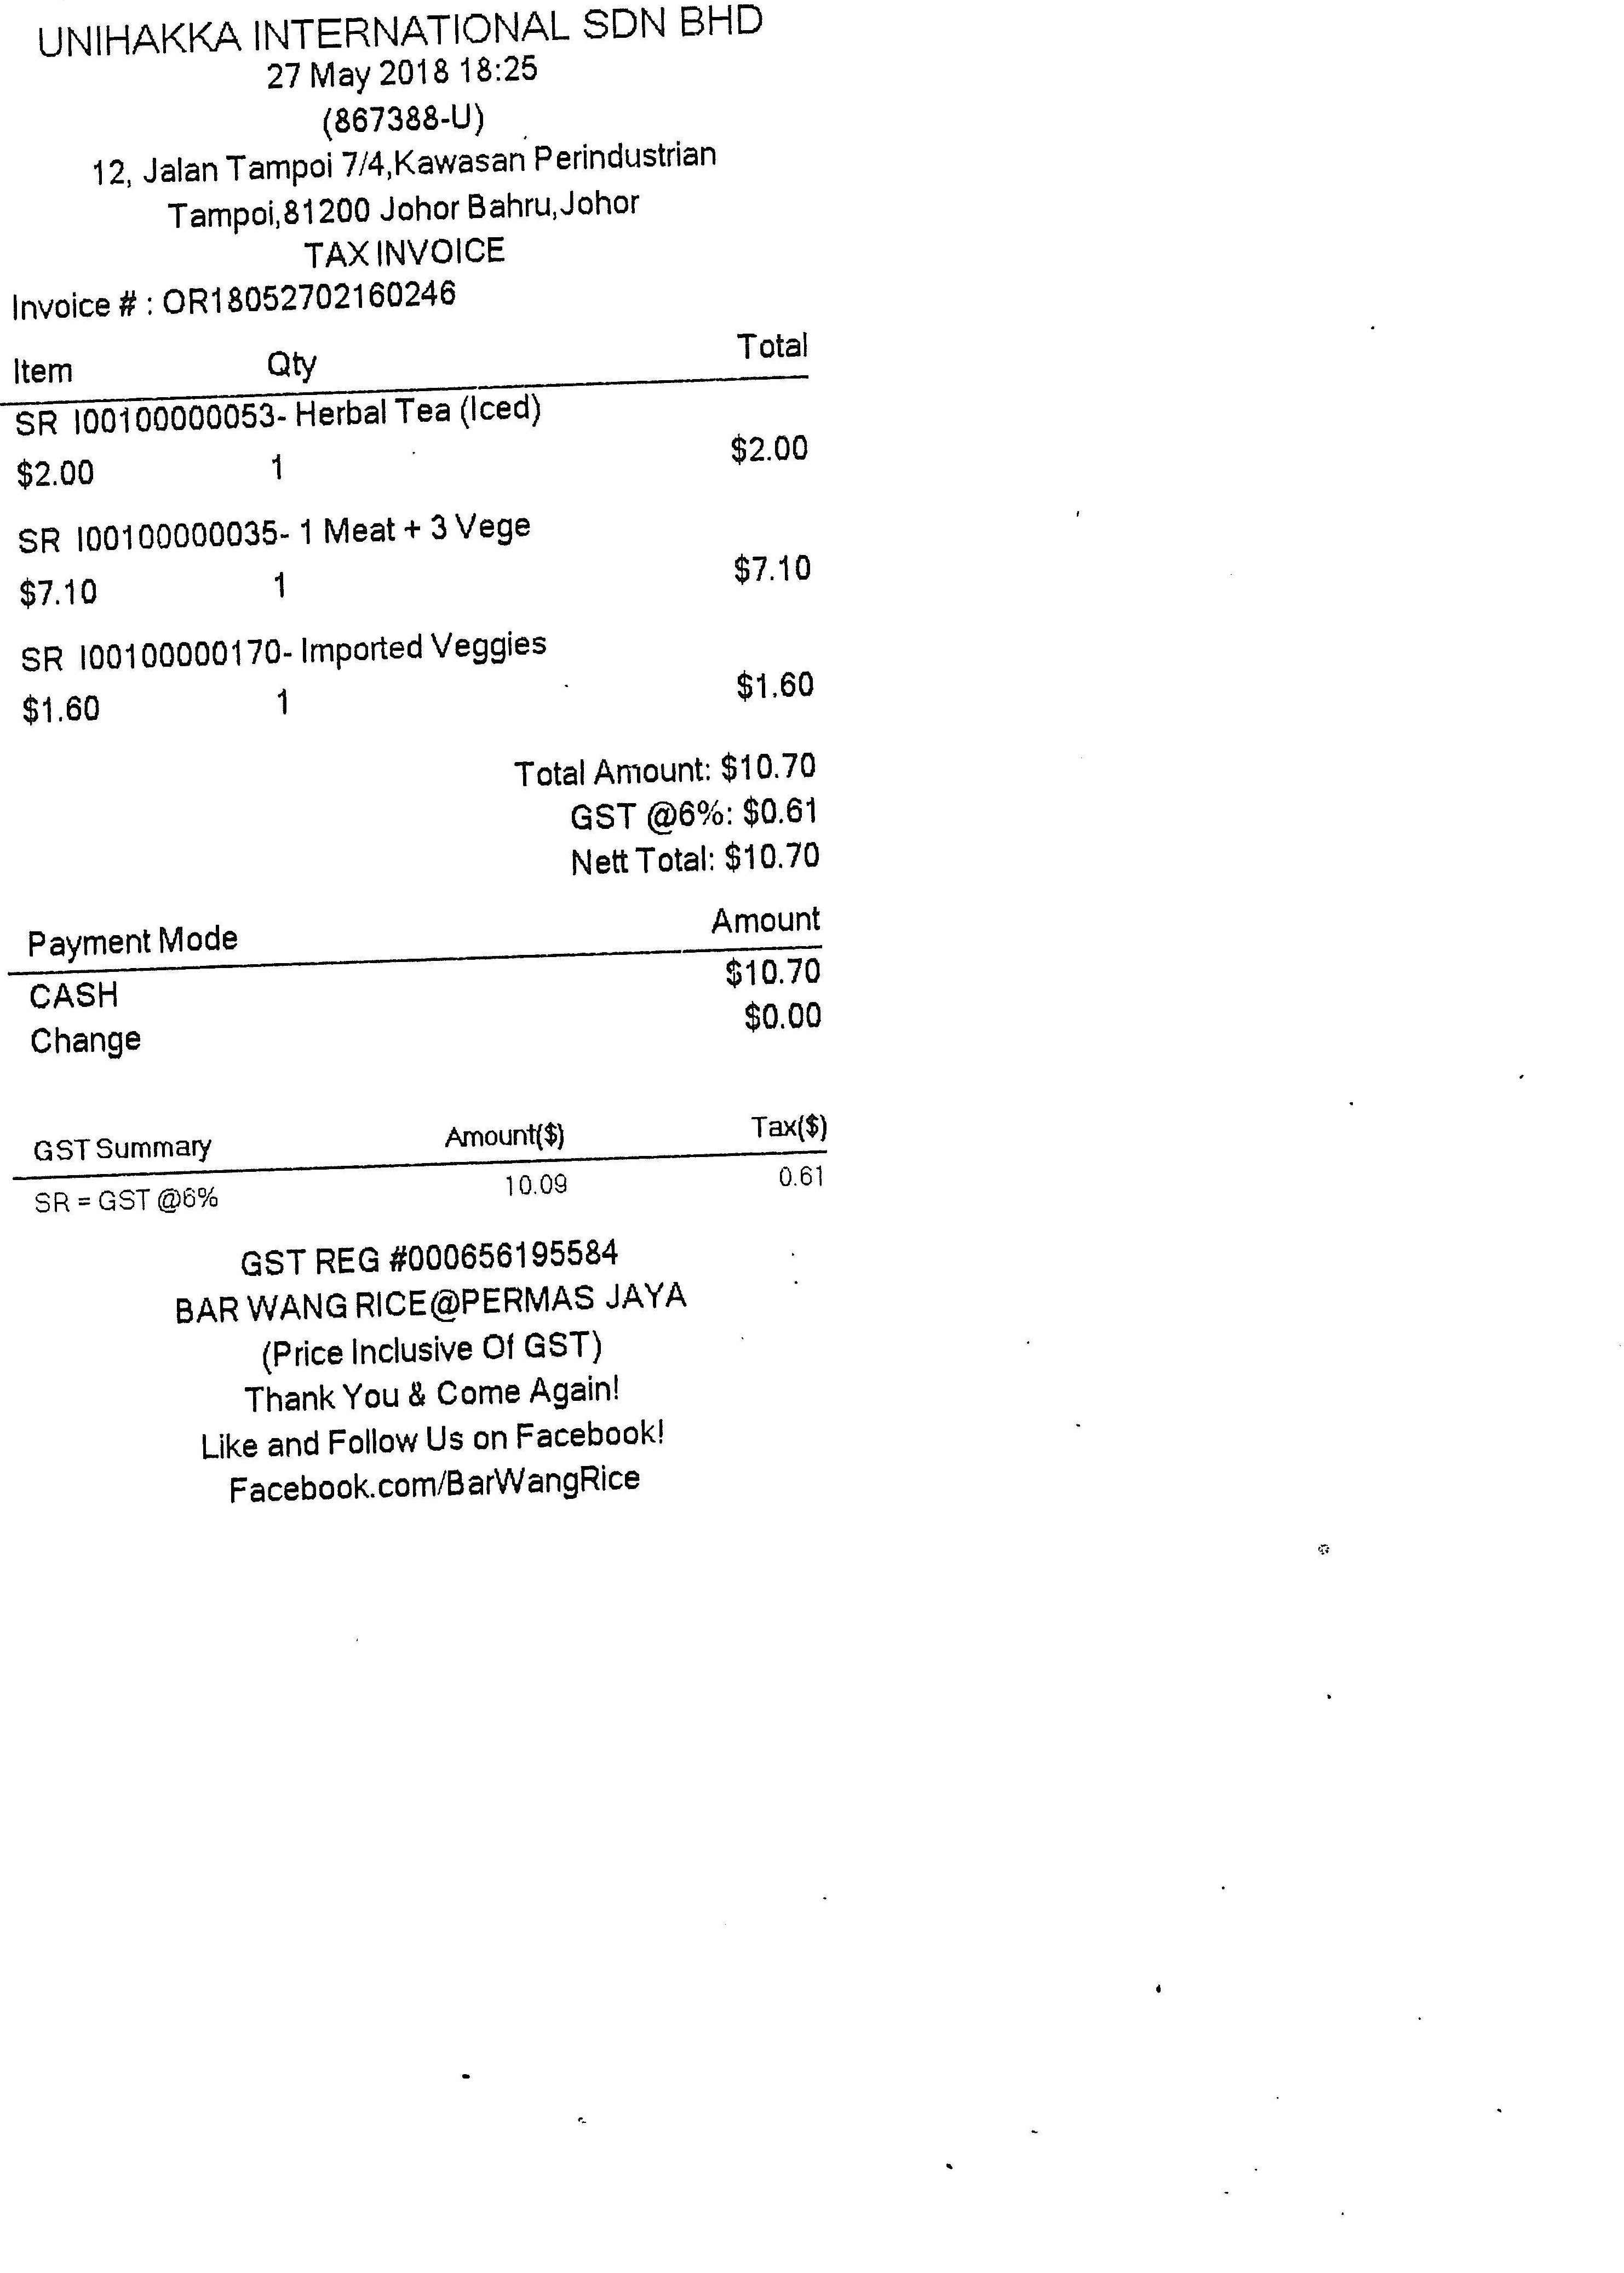 UNIHAKKA INTERNATIONAL SDN BHD
27 May 2018 18:25
(867388-U)
12, Jalan Tampoi 7/4,Kawasan Perindustrian
Tampoi,81200 Johor Bahru,Johor
TAX INVOICE
Invoice # : OR18052702160246
Item Qty Total
SR I00100000053- Herbal Tea (Iced)
$2.00 1 $2.00
SR I00100000035- 1 Meat + 3 Vege
$7.10 1 $7.10
SR I00100000170- Imported Veggies
$1.60 1 $1.60
Total Amount: $10.70
GST @6%: $0.61
Nett Total: $10.70
Payment Mode Amount
CASH $10.70
Change $0.00
GST Summary Amount($) Tax($)
SR = GST @6% 10.09 0.61
GST REG #000656195584
BAR WANG RICE@PERMAS JAYA
(Price Inclusive Of GST)
Thank You & Come Again!
Like and Follow Us on Facebook!
Facebook.com/BarWangRice